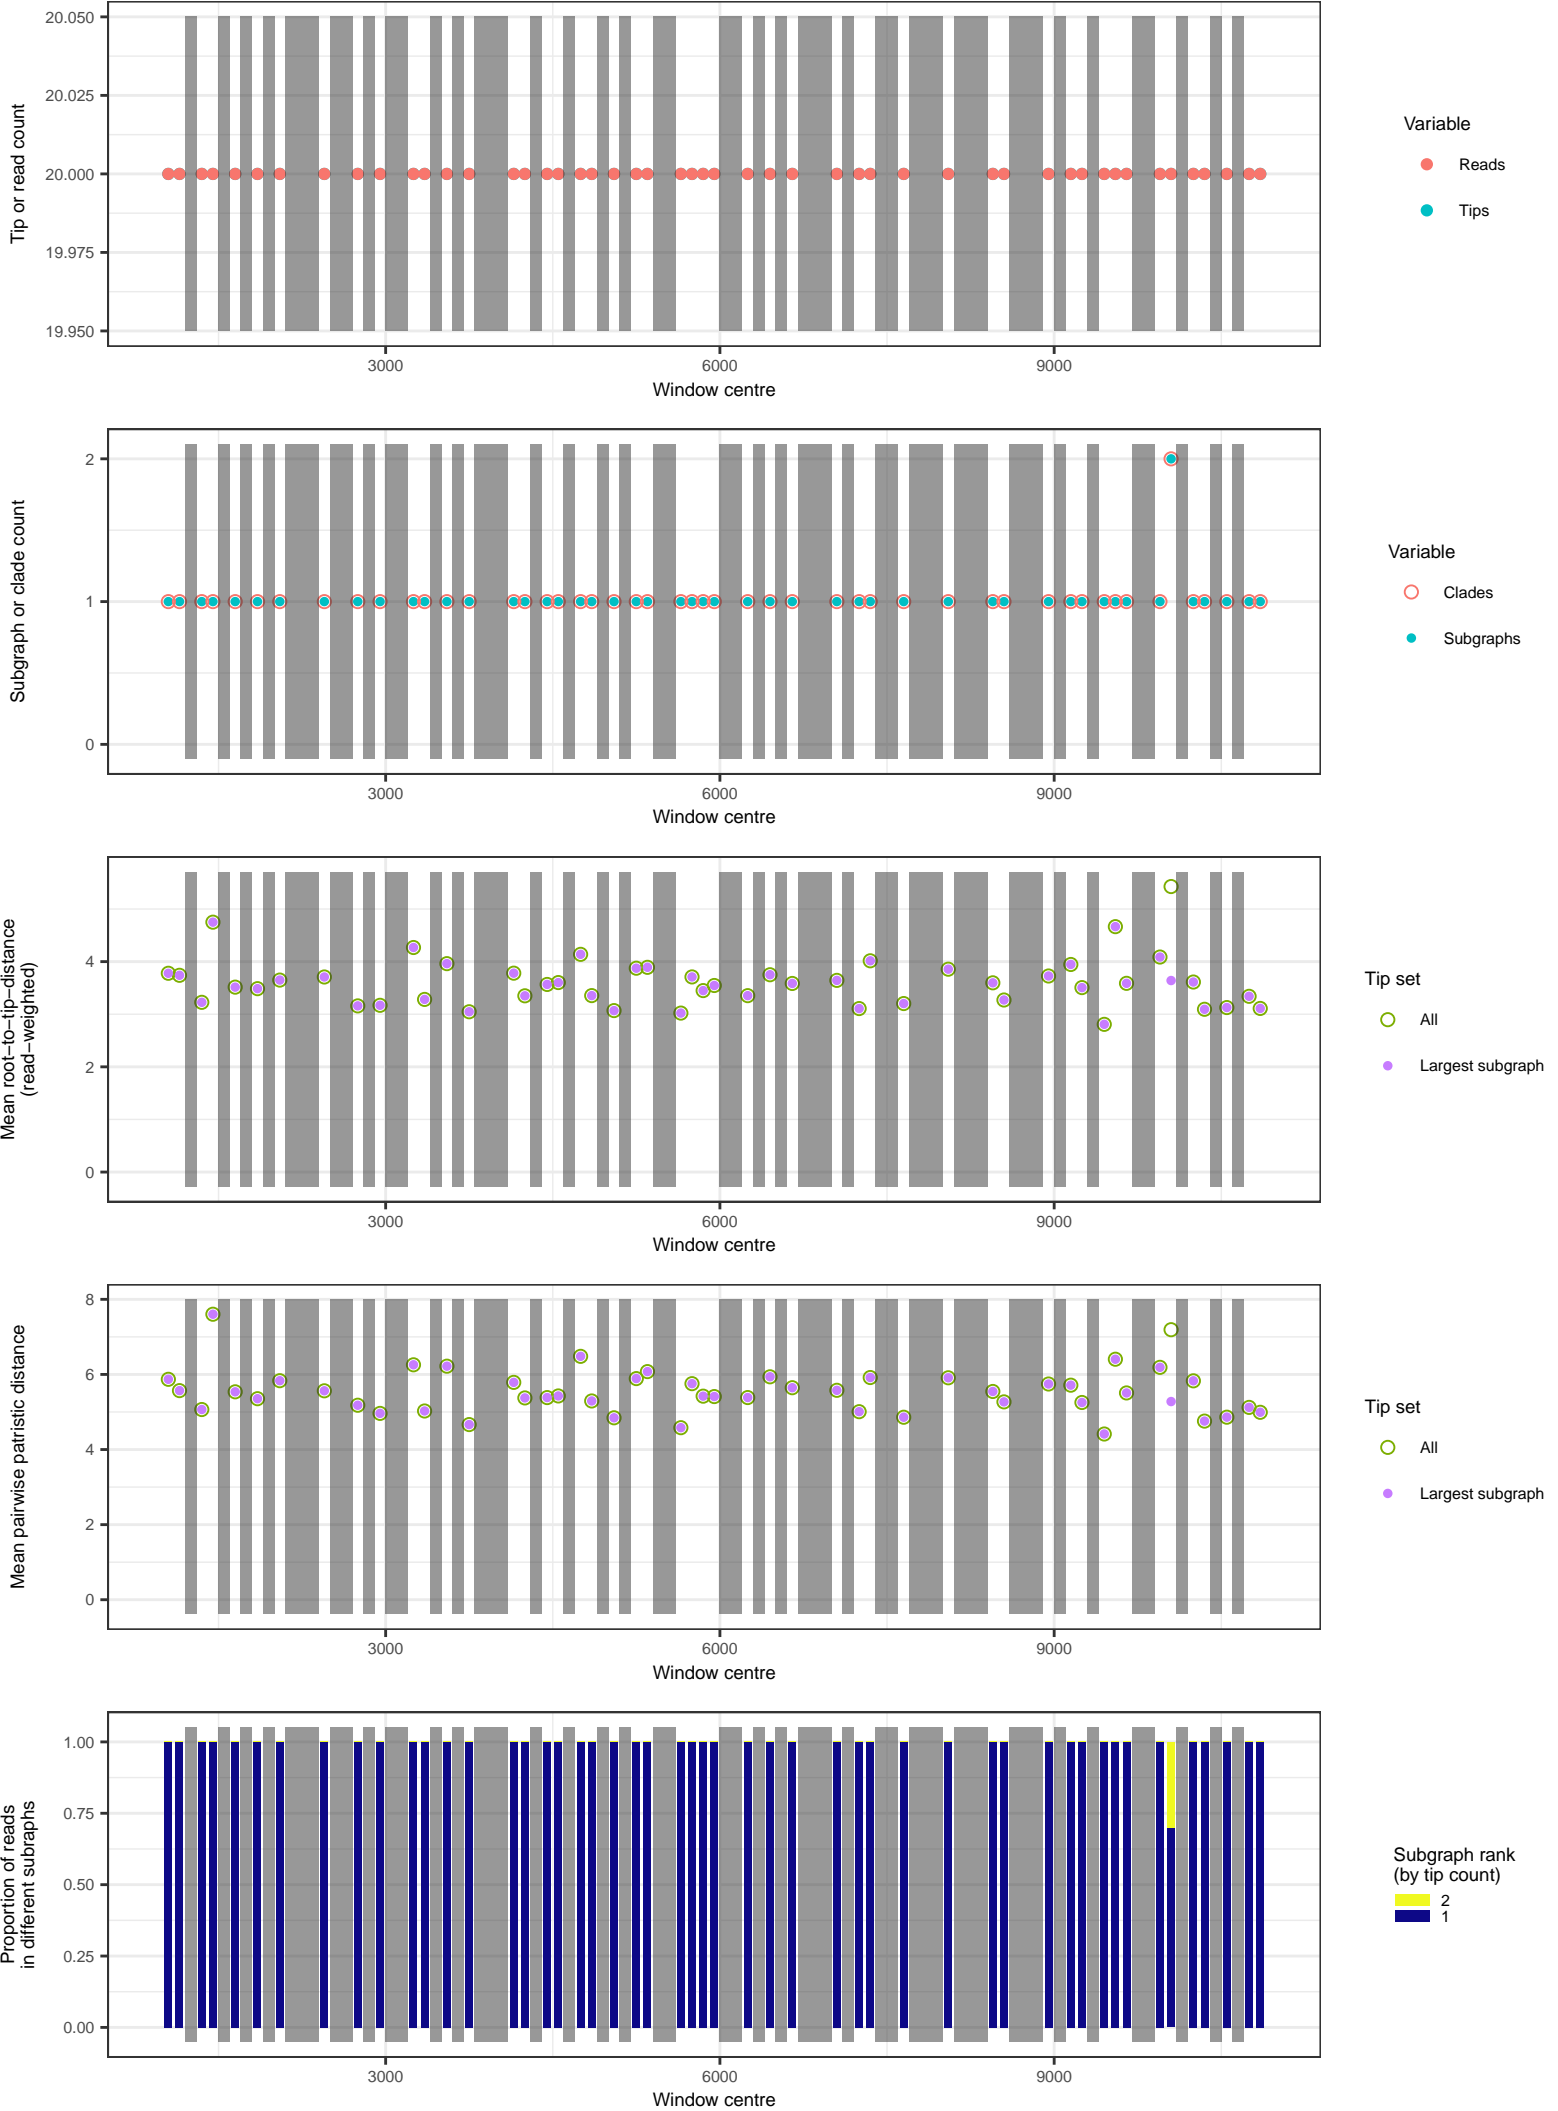 20.050
20.025
20.000
19.975
19.950
Tip or read count
3000
6000
9000
Window centre
Variable
Reads
Tips
2
1
0
Subgraph or clade count
3000
6000
9000
Window centre
Variable
Clades
Subgraphs
4
2
0
Mean root−to−tip−distance
(read−weighted)
3000
6000
9000
Window centre
Tip set
All
Largest subgraph
8
6
4
2
0
Mean pairwise patristic distance
3000
6000
9000
Window centre
Tip set
All
Largest subgraph
1.00
0.75
0.50
0.25
0.00
Proportion of reads
in different subraphs
3000
6000
9000
Window centre
Subgraph rank
(by tip count)
2
1